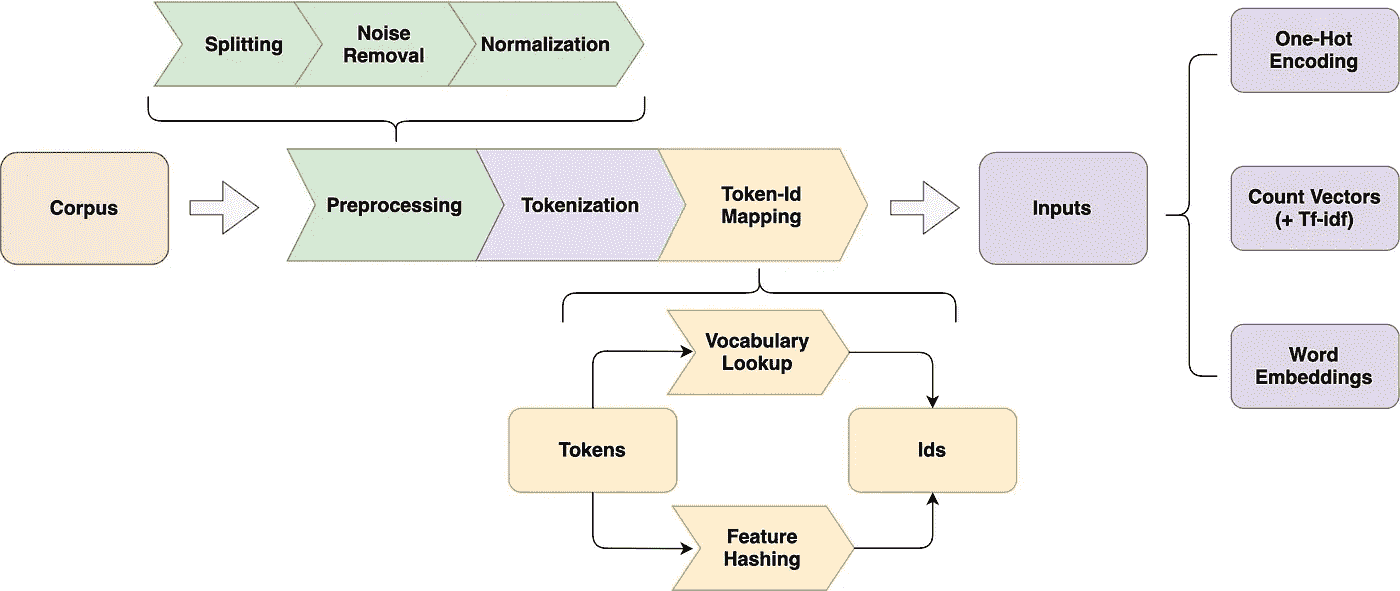 Splitting
Noise
Removal
Normalization
One-Hot
Encoding
Corpus
Preprocessing
Tokenization
Token-Id
Mapping
Inputs
Count Vectors
(+ Tf-idf)
Vocabulary
Lookup
Word
Embeddings
Tokens
Ids
Feature
Hashing